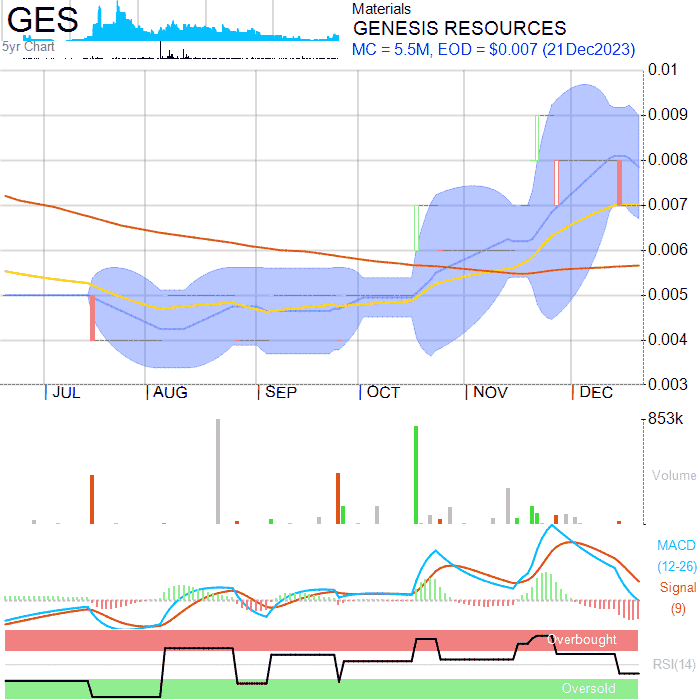 GES
5yr Chart
Materials
GENESIS RESOURCES
MC = 5.5M, EOD = $0.007 (21Dec2023)
0.01
0.009
0.008
0.007
0.006
0.005
0.004
0.003
JUL AUG SEP OCT NOV DEC
853k
Volume
MACD
(12-26)
Signal
(9)
Overbought
RSI(14)
Oversold